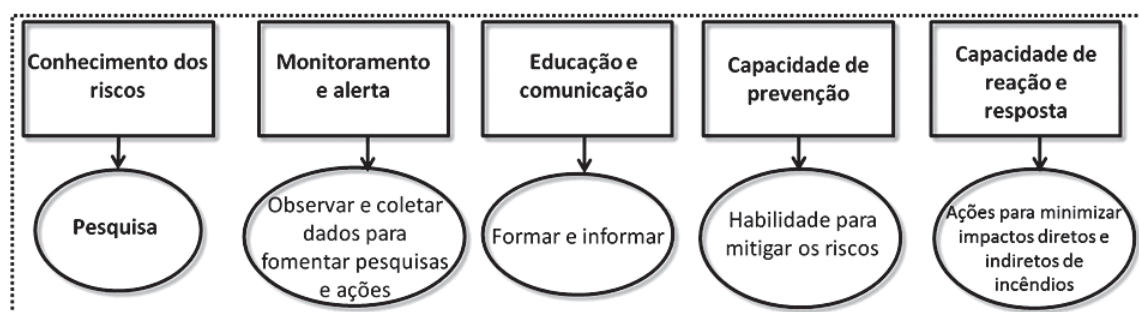 Conhecimento dos
riscos
Monitoramento
e alerta
Educação e
comunicação
Capacidade de
prevenção
Capacidade de
reação e
resposta
Pesquisa
Observar e coletar
dados para
fomentar pesquisas
e ações
Formar e informar
Habilidade para
mitigar os riscos
Ações para minimizar
impactos diretos e
indiretos de
incêndios